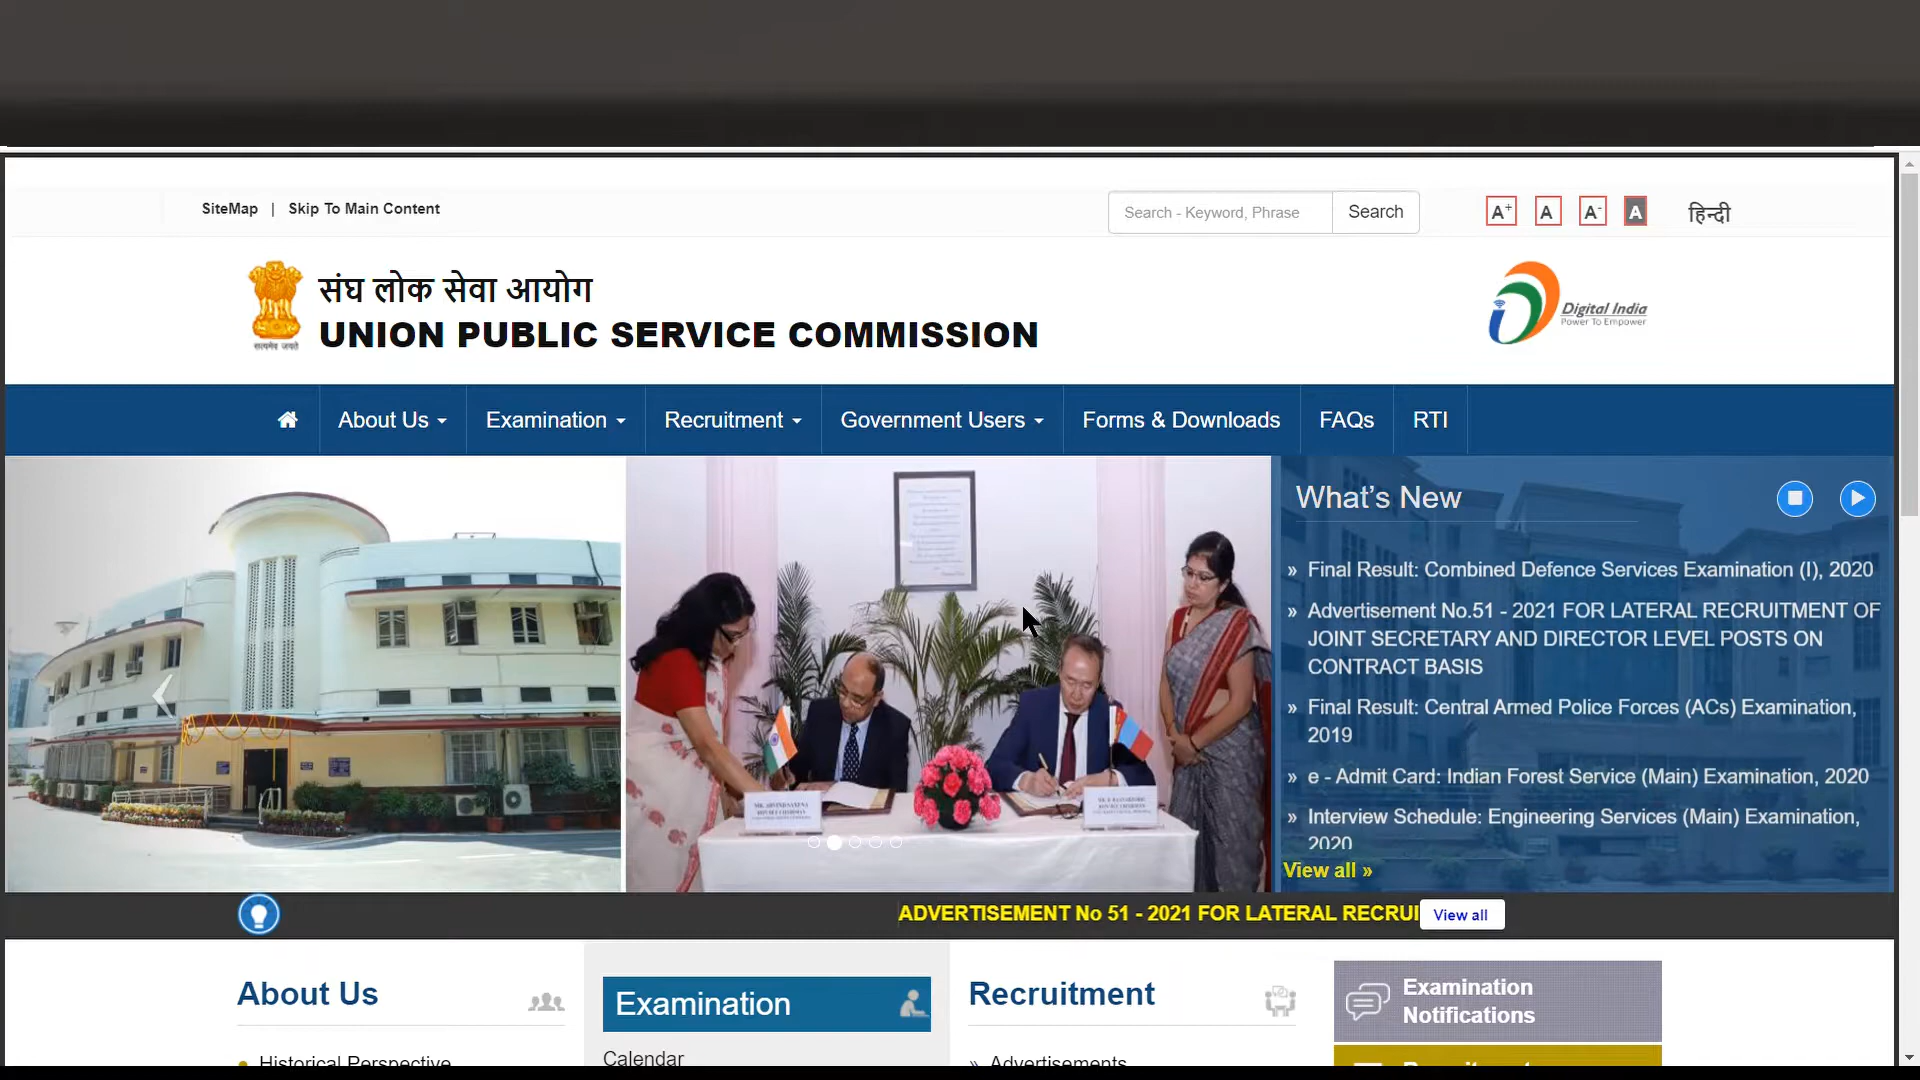 SiteMap | Skip To Main Content
Search - Keyword, Phrase
Search
A+ A A- A
हिन्दी
संघ लोक सेवा आयोग
UNION PUBLIC SERVICE COMMISSION
सत्यमेव जयते
Digital India
Power To Empower
About Us
Examination
Recruitment
Government Users
Forms & Downloads
FAQs
RTI
What's New
» Final Result: Combined Defence Services Examination (I), 2020
» Advertisement No.51 - 2021 FOR LATERAL RECRUITMENT OF
JOINT SECRETARY AND DIRECTOR LEVEL POSTS ON
CONTRACT BASIS
» Final Result: Central Armed Police Forces (ACs) Examination,
2019
» e - Admit Card: Indian Forest Service (Main) Examination, 2020
» Interview Schedule: Engineering Services (Main) Examination,
2020
View all »
ADVERTISEMENT No 51 - 2021 FOR LATERAL RECRUI
View all
About Us
Historical Perspective
Examination
Calendar
Recruitment
» Advertisements
Examination
Notifications